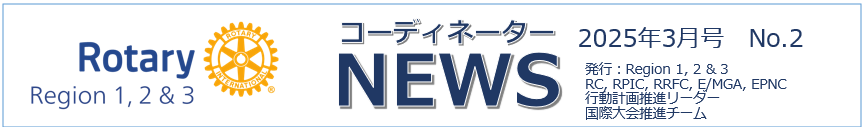 Rotary
Region 1, 2 & 3
ROTARY
INTERNATIONAL
コーディネーター
NEWS
2025年3月号 No.2
発行：Region 1, 2 & 3
RC, RPIC, RRFC, E/MGA, EPNC
行動計画推進リーダー
国際大会推進チーム